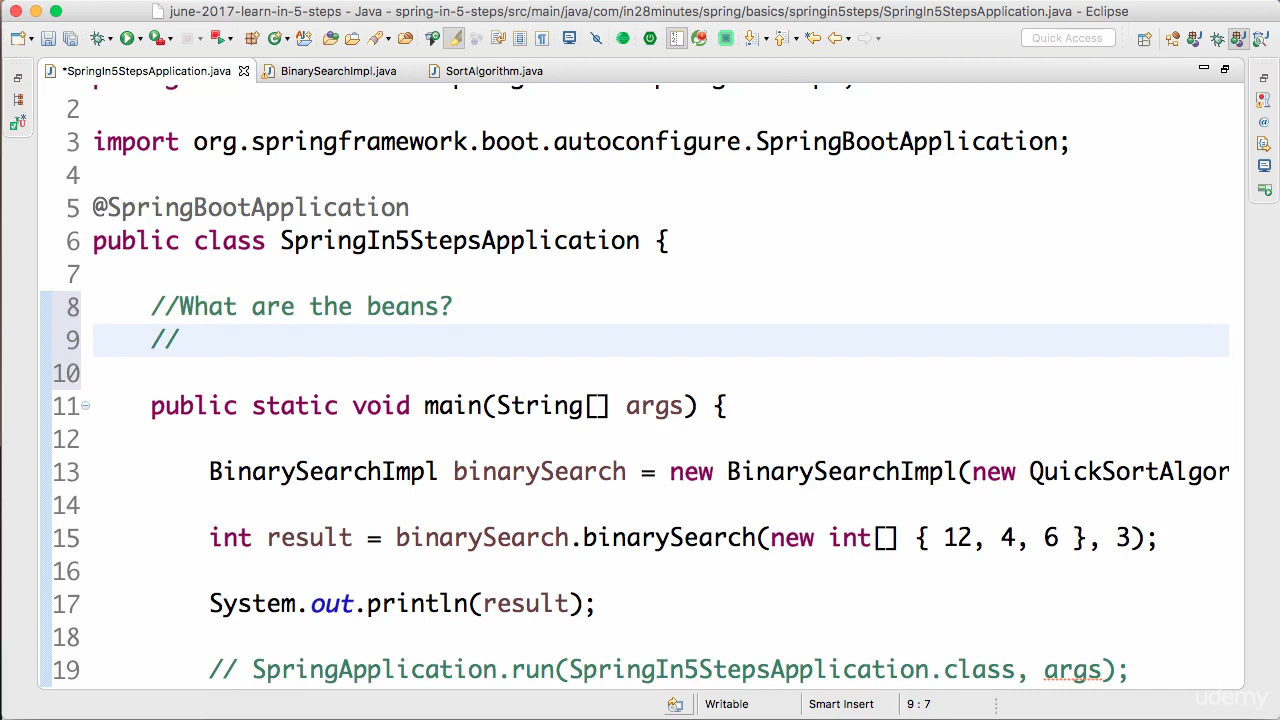 june-2017-learn-in-5-steps - Java - spring-in-5-steps/src/main/java/com/in28minutes/spring/basics/springin5steps/SpringIn5StepsApplication.java - Eclipse
Quick Access
*SpringIn5StepsApplication.java
BinarySearchImpl.java
SortAlgorithm.java
2
3 import org.springframework.boot.autoconfigure.SpringBootApplication;
4
5 @SpringBootApplication
6 public class SpringIn5StepsApplication {
7
8 //What are the beans?
9 //
10
11 public static void main(String[] args) {
12
13 BinarySearchImpl binarySearch = new BinarySearchImpl(new QuickSortAlgor
14
15 int result = binarySearch.binarySearch(new int[] { 12, 4, 6 }, 3);
16
17 System.out.println(result);
18
19 // SpringApplication.run(SpringIn5StepsApplication.class, args);
Writable
Smart Insert
9 : 7
udemy